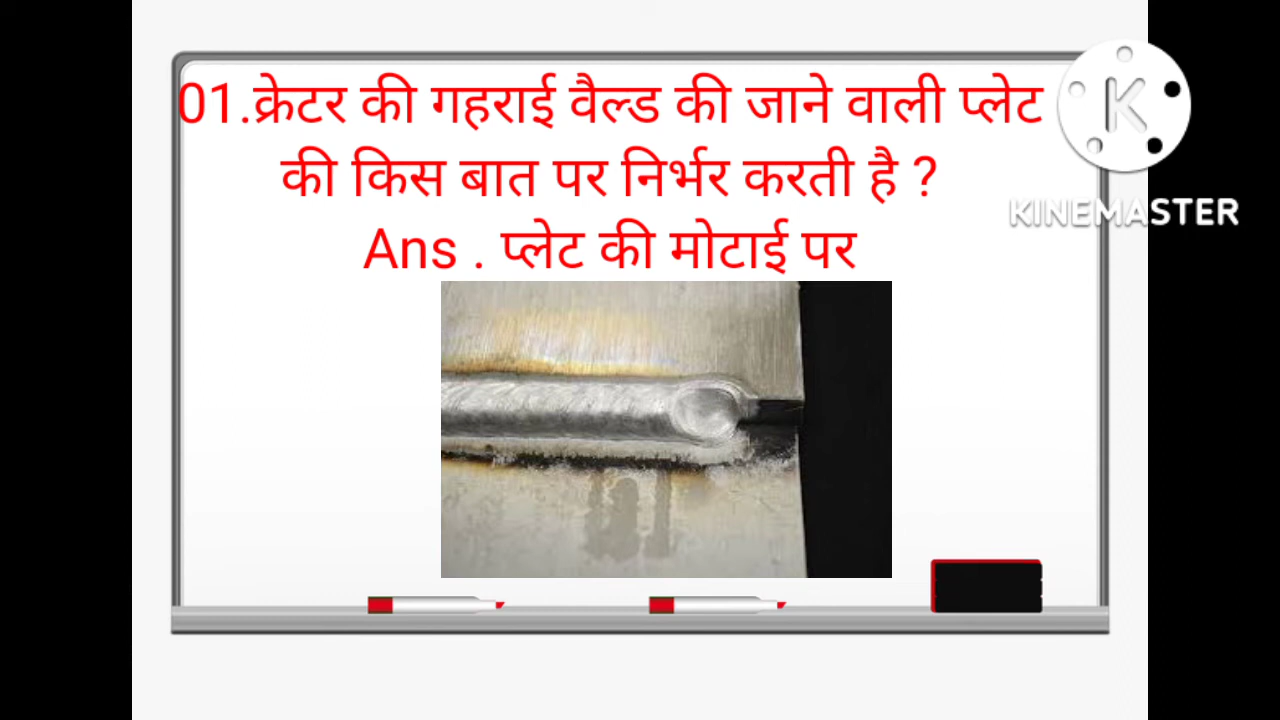 01.क्रेटर की गहराई वैल्ड की जाने वाली प्लेट
की किस बात पर निर्भर करती है ?
Ans . प्लेट की मोटाई पर
K
KINEMASTER